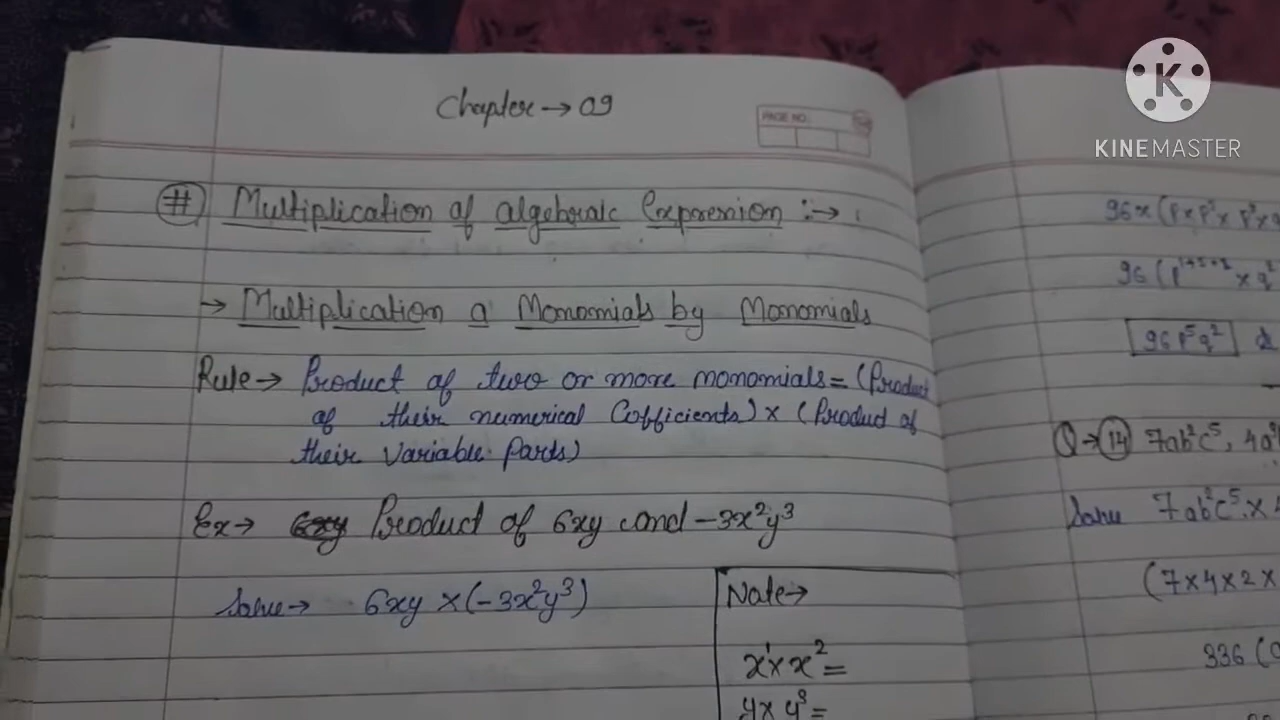 Chapter → 09
PAGE NO.
# Multiplication of algebraic Expression :→
→ Multiplication a Monomials by Monomials
Rule → Product of two or more monomials = (Product
of their numerical Cofficients) × (Product of
their Variable Parts)
Ex → Product of 6xy and -3x²y³
Solve → 6xy × (-3x²y³)
Note →
x¹ × x² =
y × y³ =
KINEMASTER
96 × (P × P³ ×
96 (P
96 P⁵q²
Q → 14 7ab²c⁵, 4a
Solve 7ab²c⁵ ×
(7 × 4 × 2 ×
336 (